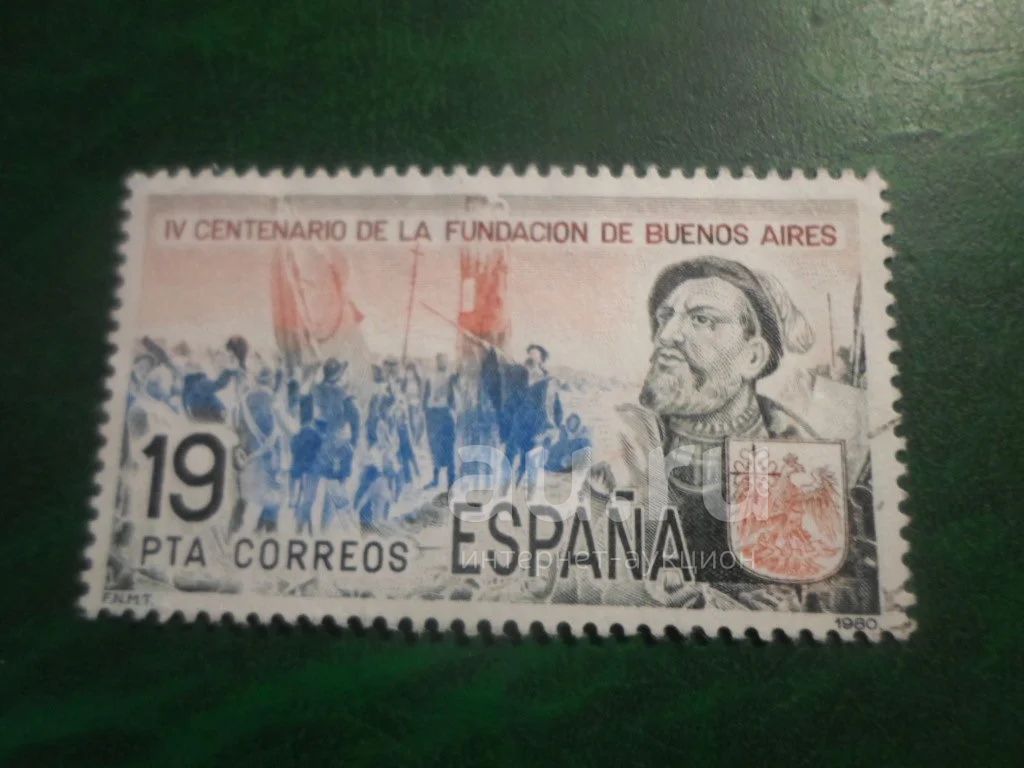 IV CENTENARIO DE LA FUNDACION DE BUENOS AIRES
19
PTA CORREOS
ESPAÑA
au.ru
интернет-аукцион
F.N.M.T.
1980